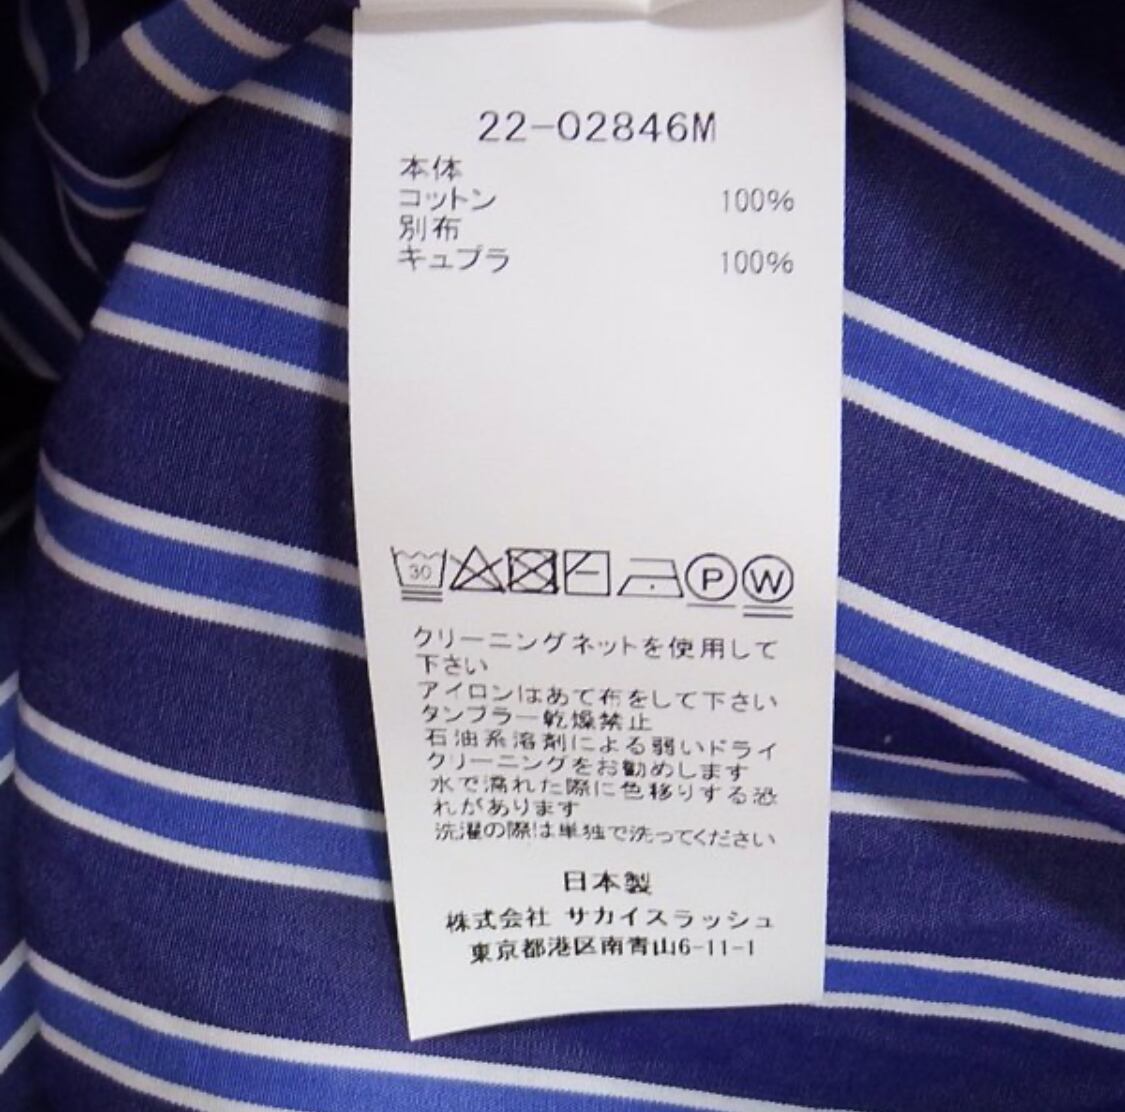 22-02846M
本体
コットン 100%
別布
キュプラ 100%
30 P W
クリーニングネットを使用して
下さい
アイロンはあて布をして下さい
タンブラー乾燥禁止
石油系溶剤による弱いドライ
クリーニングをお勧めします
水で濡れた際に色移りする恐
れがあります
洗濯の際は単独で洗ってください
日本製
株式会社 サカイスラッシュ
東京都港区南青山6-11-1